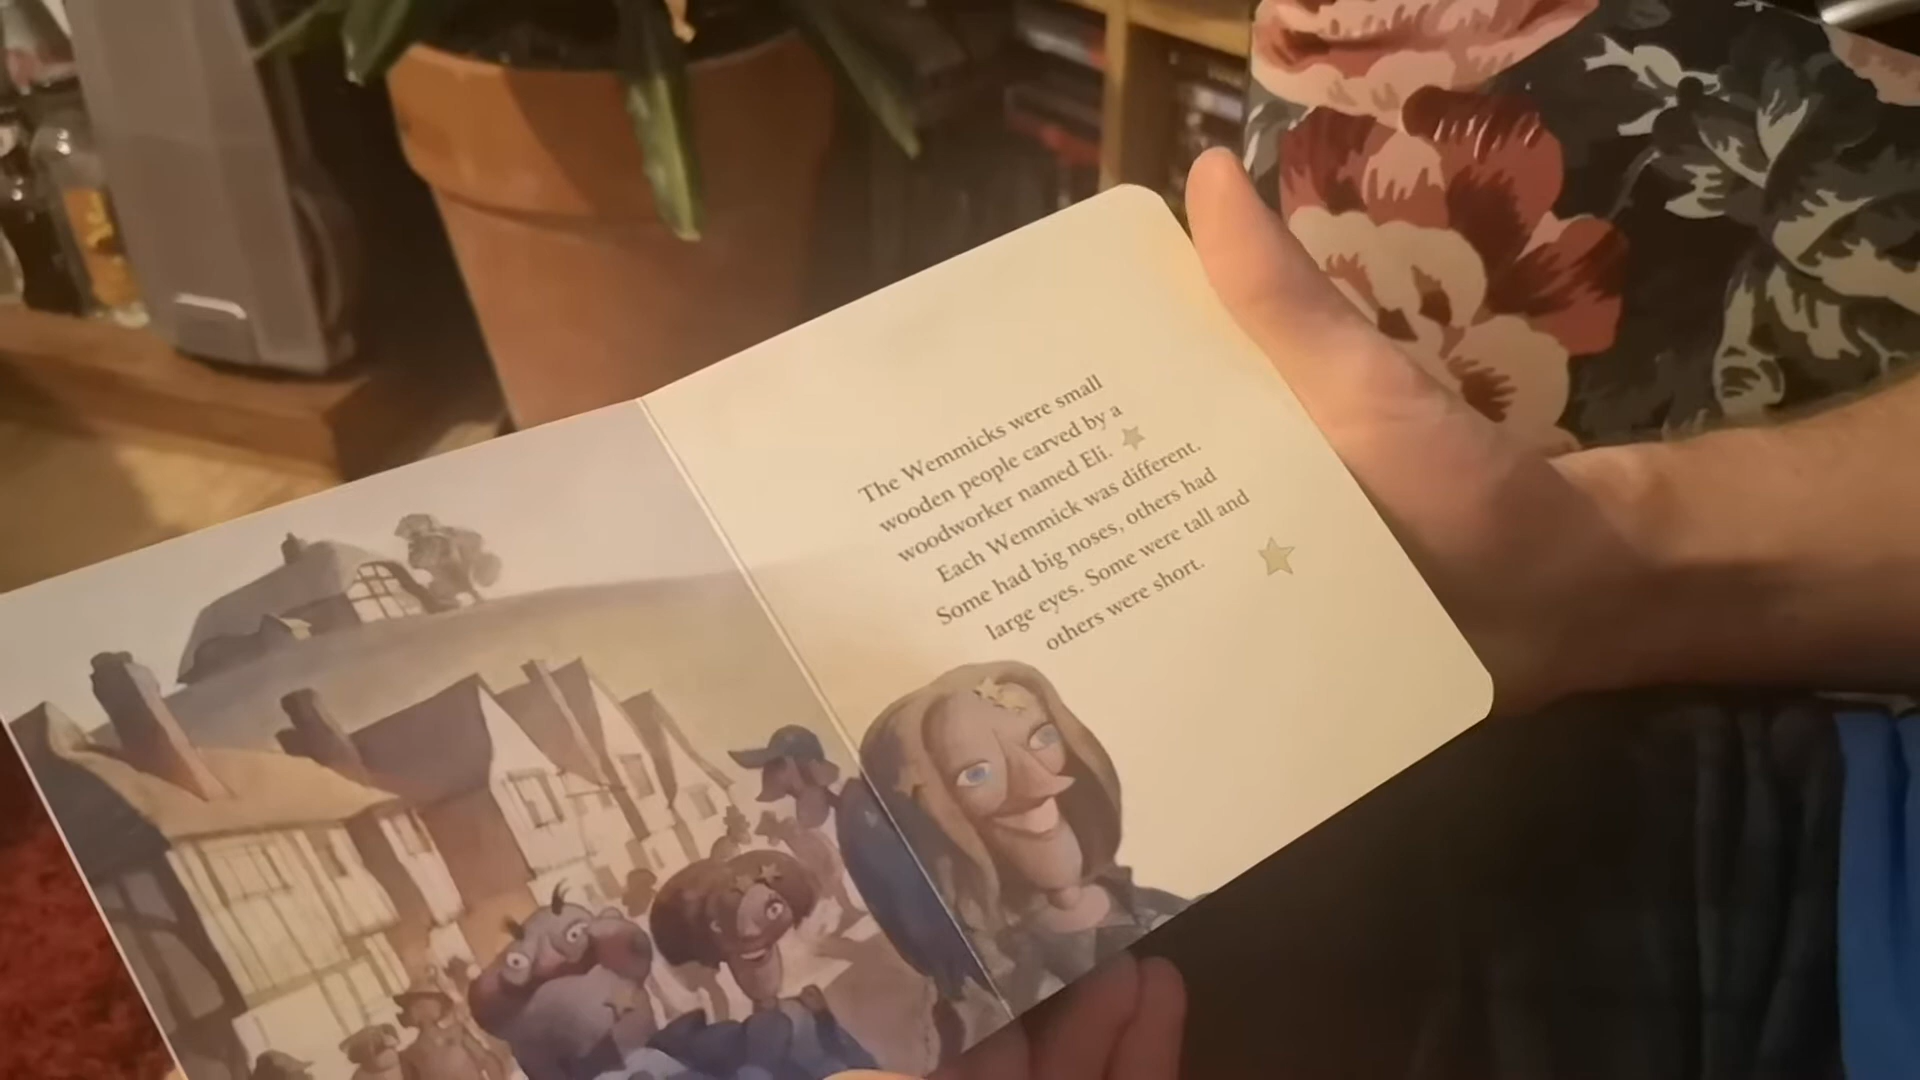 The Wemmicks were small
wooden people carved by a
woodworker named Eli.
Each Wemmick was different.
Some had big noses, others had
large eyes. Some were tall and
others were short.